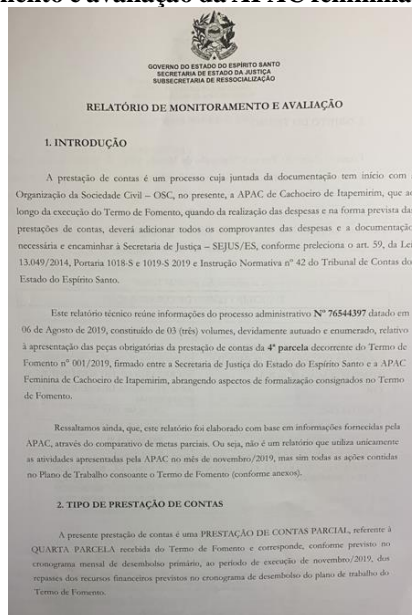 mento e avaliação da APAC feminina
GOVERNO DO ESTADO DO ESPÍRITO SANTO
SECRETARIA DE ESTADO DA JUSTIÇA
SUBSECRETARIA DE RESSOCIALIZAÇÃO
RELATÓRIO DE MONITORAMENTO E AVALIAÇÃO
1. INTRODUÇÃO
A prestação de contas é um processo cuja juntada da documentação tem início com
Organização da Sociedade Civil – OSC, no presente, a APAC de Cachoeiro de Itapemirim, que ao
longo da execução do Termo de Fomento, quando da realização das despesas e na forma prevista das
prestações de contas, deverá adicionar todos os comprovantes das despesas e a documentação
necessária e encaminhar à Secretaria de Justiça – SEJUS/ES, conforme preleciona o art. 59, da Lei
13.049/2014, Portaria 1018-S e 1019-S 2019 e Instrução Normativa nº 42 do Tribunal de Contas do
Estado do Espírito Santo.
Este relatório técnico reúne informações do processo administrativo Nº 76544397 datado em
06 de Agosto de 2019, constituído de 03 (três) volumes, devidamente autuado e enumerado, relativo
à apresentação das peças obrigatórias da prestação de conta da 4ª parcela decorrente do Termo de
Fomento nº 001/2019, firmado entre a Secretaria de Justiça do Estado do Espírito Santo e a APAC
Feminina de Cachoeiro de Itapemirim, abrangendo aspectos de formalização consignados no Termo
de Fomento.
Ressaltamos ainda, que, este relatório foi elaborado com base em informações fornecidas pela
APAC, através do comparativo de metas parciais. Ou seja, não é um relatório que utiliza unicamente
as atividades apresentadas pela APAC no mês de novembro/2019, mas sim todas as ações contidas
no Plano de Trabalho consoante o Termo de Fomento (conforme anexos).
2. TIPO DE PRESTAÇÃO DE CONTAS
A presente prestação de contas é uma PRESTAÇÃO DE CONTAS PARCIAL, referente à
QUARTA PARCELA recebida do Termo de Fomento e corresponde, conforme previsto no
cronograma mensal de desembolso primário, ao período de execução de novembro/2019, dos
repasses dos recursos financeiros previstos no cronograma de desembolso do plano de trabalho do
Termo de Fomento.